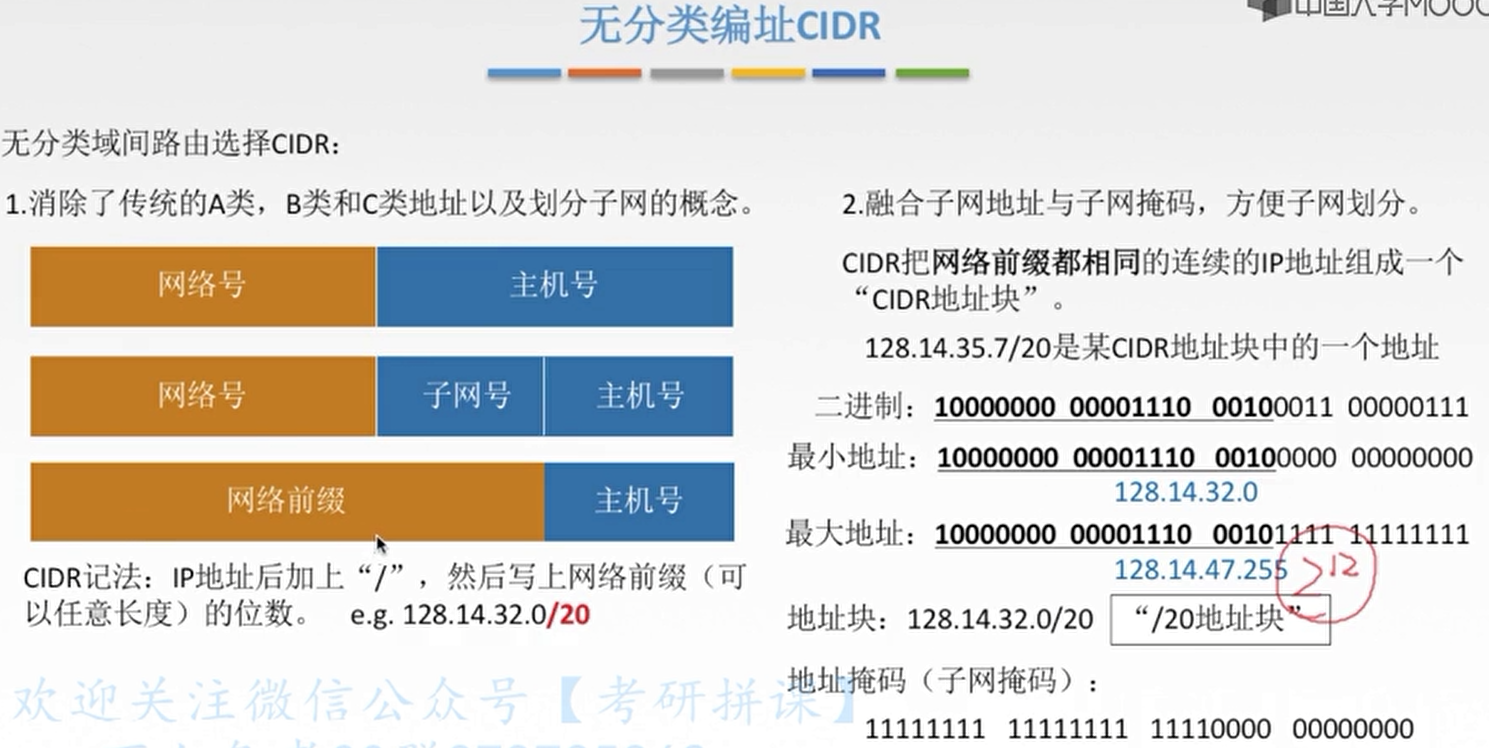 无分类编址CIDR
中国大学MOOC
无分类域间路由选择CIDR：
1.消除了传统的A类，B类和C类地址以及划分子网的概念。
网络号 主机号
网络号 子网号 主机号
网络前缀 主机号
CIDR记法：IP地址后加上“/”，然后写上网络前缀（可
以任意长度）的位数。 e.g. 128.14.32.0/20
2.融合子网地址与子网掩码，方便子网划分。
CIDR把网络前缀都相同的连续的IP地址组成一个
“CIDR地址块”。
128.14.35.7/20是某CIDR地址块中的一个地址
二进制：10000000 00001110 00100011 00000111
最小地址：10000000 00001110 00100000 00000000
128.14.32.0
最大地址：10000000 00001110 00101111 11111111
128.14.47.255
2^12
地址块：128.14.32.0/20 “/20地址块”
地址掩码（子网掩码）：
11111111 11111111 11110000 00000000
欢迎关注微信公众号【考研拼课】